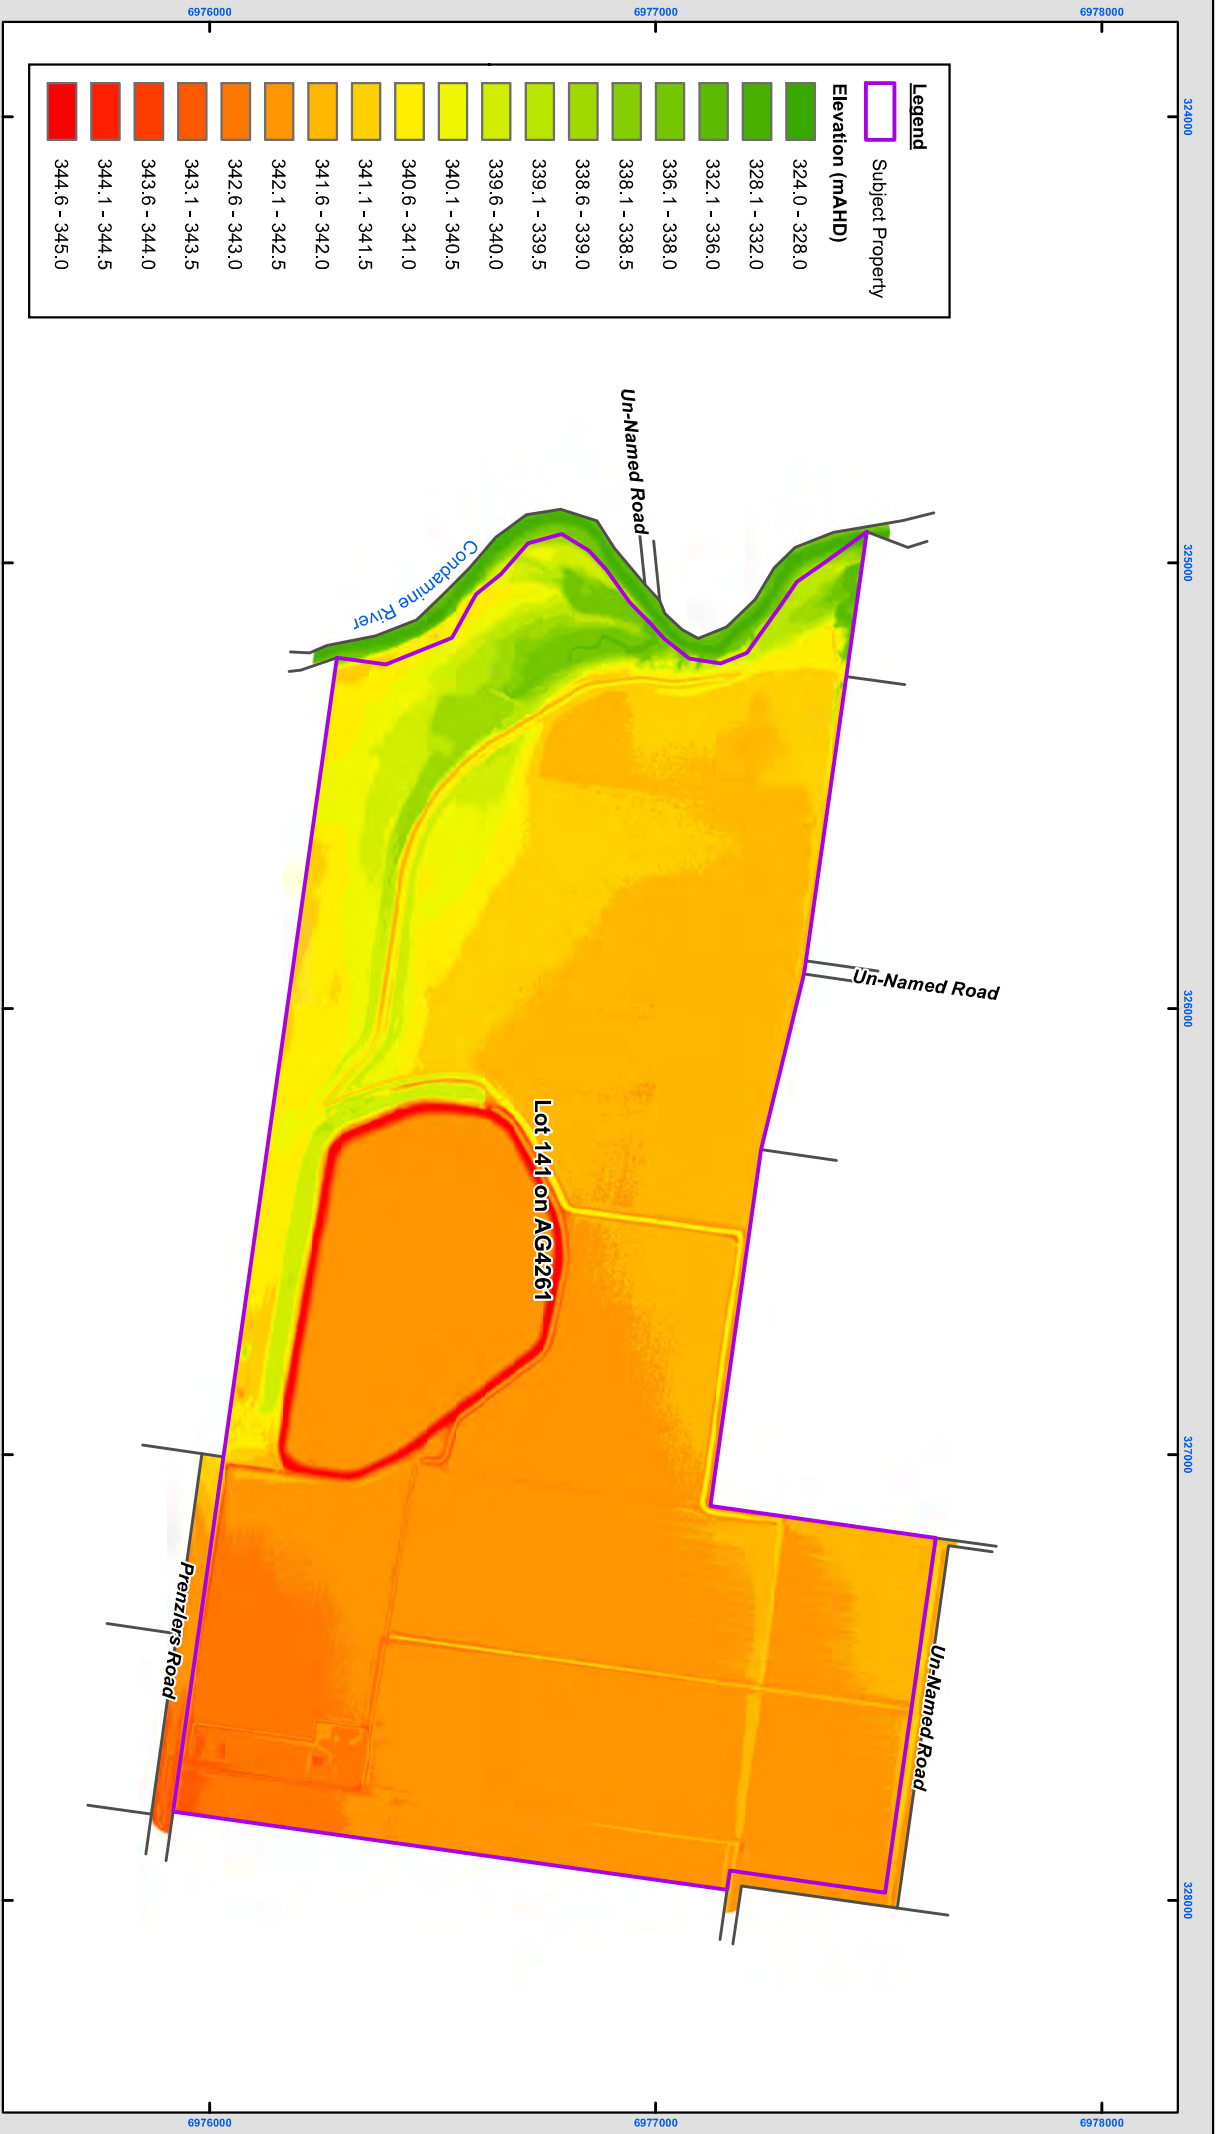 6976000
6977000
6978000
324000
325000
326000
327000
328000
Legend
Subject Property
Elevation (mAHD)
324.0 - 328.0
328.1 - 332.0
332.1 - 336.0
336.1 - 338.0
338.1 - 338.5
338.6 - 339.0
339.1 - 339.5
339.6 - 340.0
340.1 - 340.5
340.6 - 341.0
341.1 - 341.5
341.6 - 342.0
342.1 - 342.5
342.6 - 343.0
343.1 - 343.5
343.6 - 344.0
344.1 - 344.5
344.6 - 345.0
Un-Named Road
Condamine River
Un-Named Road
Lot 141 on AG4261
Prenzlers Road
Un-Named Road
6976000
6977000
6978000